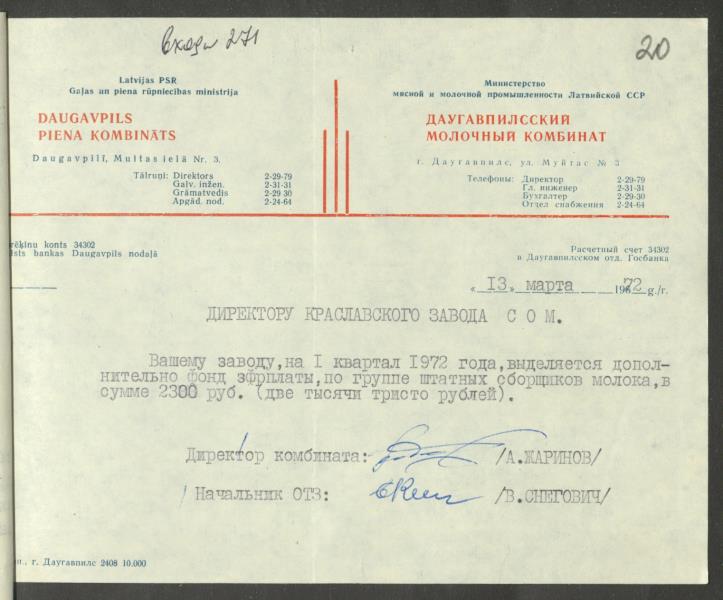 входи 271
20
Latvijas PSR
Gaļas un piena rūpniecības ministrija
DAUGAVPILS
PIENA KOMBINĀTS
Daugavpilī, Muitas ielā Nr. 3.
Tālruņi: Direktors 2-29-79
Galv. inžen. 2-31-31
Grāmatvedis 2-29 30
Apgād. nod. 2-24-64
Министерство
мясной и молочной промышленности Латвийской ССР
ДАУГАВПИЛССКИЙ
МОЛОЧНЫЙ КОМБИНАТ
г. Даугавпилс, ул. Муйтас № 3
Телефоны: Директор 2-29-79
Гл. инженер 2-31-31
Бухгалтер 2-29-30
Отдел снабжения 2-24-64
rēķinu konts 34302
sts bankas Daugavpils nodaļā
Расчетный счет 34302
в Даугавпилсском отд. Госбанка
«13» марта 1972 g./г.
ДИРЕКТОРУ КРАСЛАВСКОГО ЗАВОДА С О М.
Вашему заводу,на I квартал 1972 года,выделяется допол-
нительно фонд зфрплаты,по группе штатных сборщиков молока,в
сумме 2300 руб. (две тысячи тристо рублей).
Директор комбината: /А.ЖАРИНОВ/
Начальник ОТЗ: /В.СНЕГОВИЧ/
п., г. Даугавпилс 2408 10.000